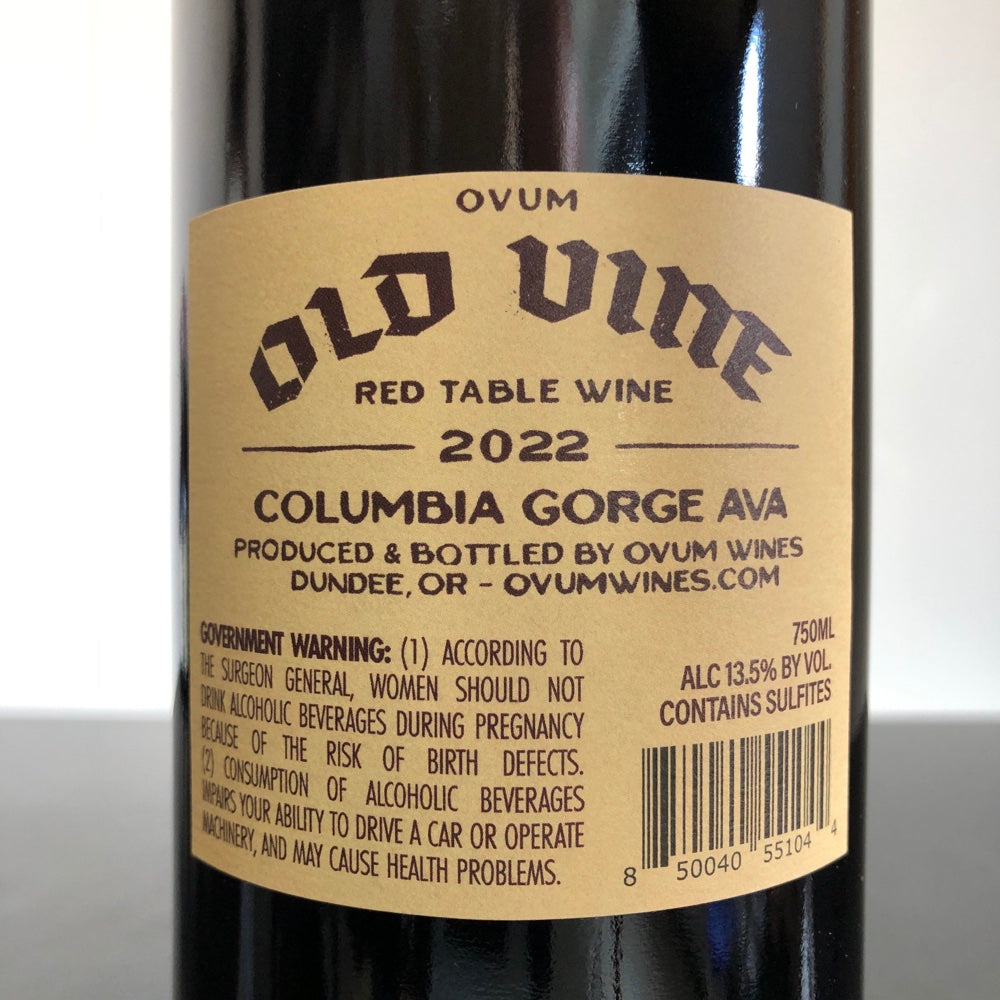 OVUM
OLD VINE
RED TABLE WINE
2022
COLUMBIA GORGE AVA
PRODUCED & BOTTLED BY OVUM WINES
DUNDEE, OR - OVUMWINES.COM
GOVERNMENT WARNING: (1) ACCORDING TO
THE SURGEON GENERAL, WOMEN SHOULD NOT
DRINK ALCOHOLIC BEVERAGES DURING PREGNANCY
BECAUSE OF THE RISK OF BIRTH DEFECTS.
(2) CONSUMPTION OF ALCOHOLIC BEVERAGES
IMPAIRS YOUR ABILITY TO DRIVE A CAR OR OPERATE
MACHINERY, AND MAY CAUSE HEALTH PROBLEMS.
750ML
ALC 13.5% BY VOL.
CONTAINS SULFITES
8 50040 55104 4